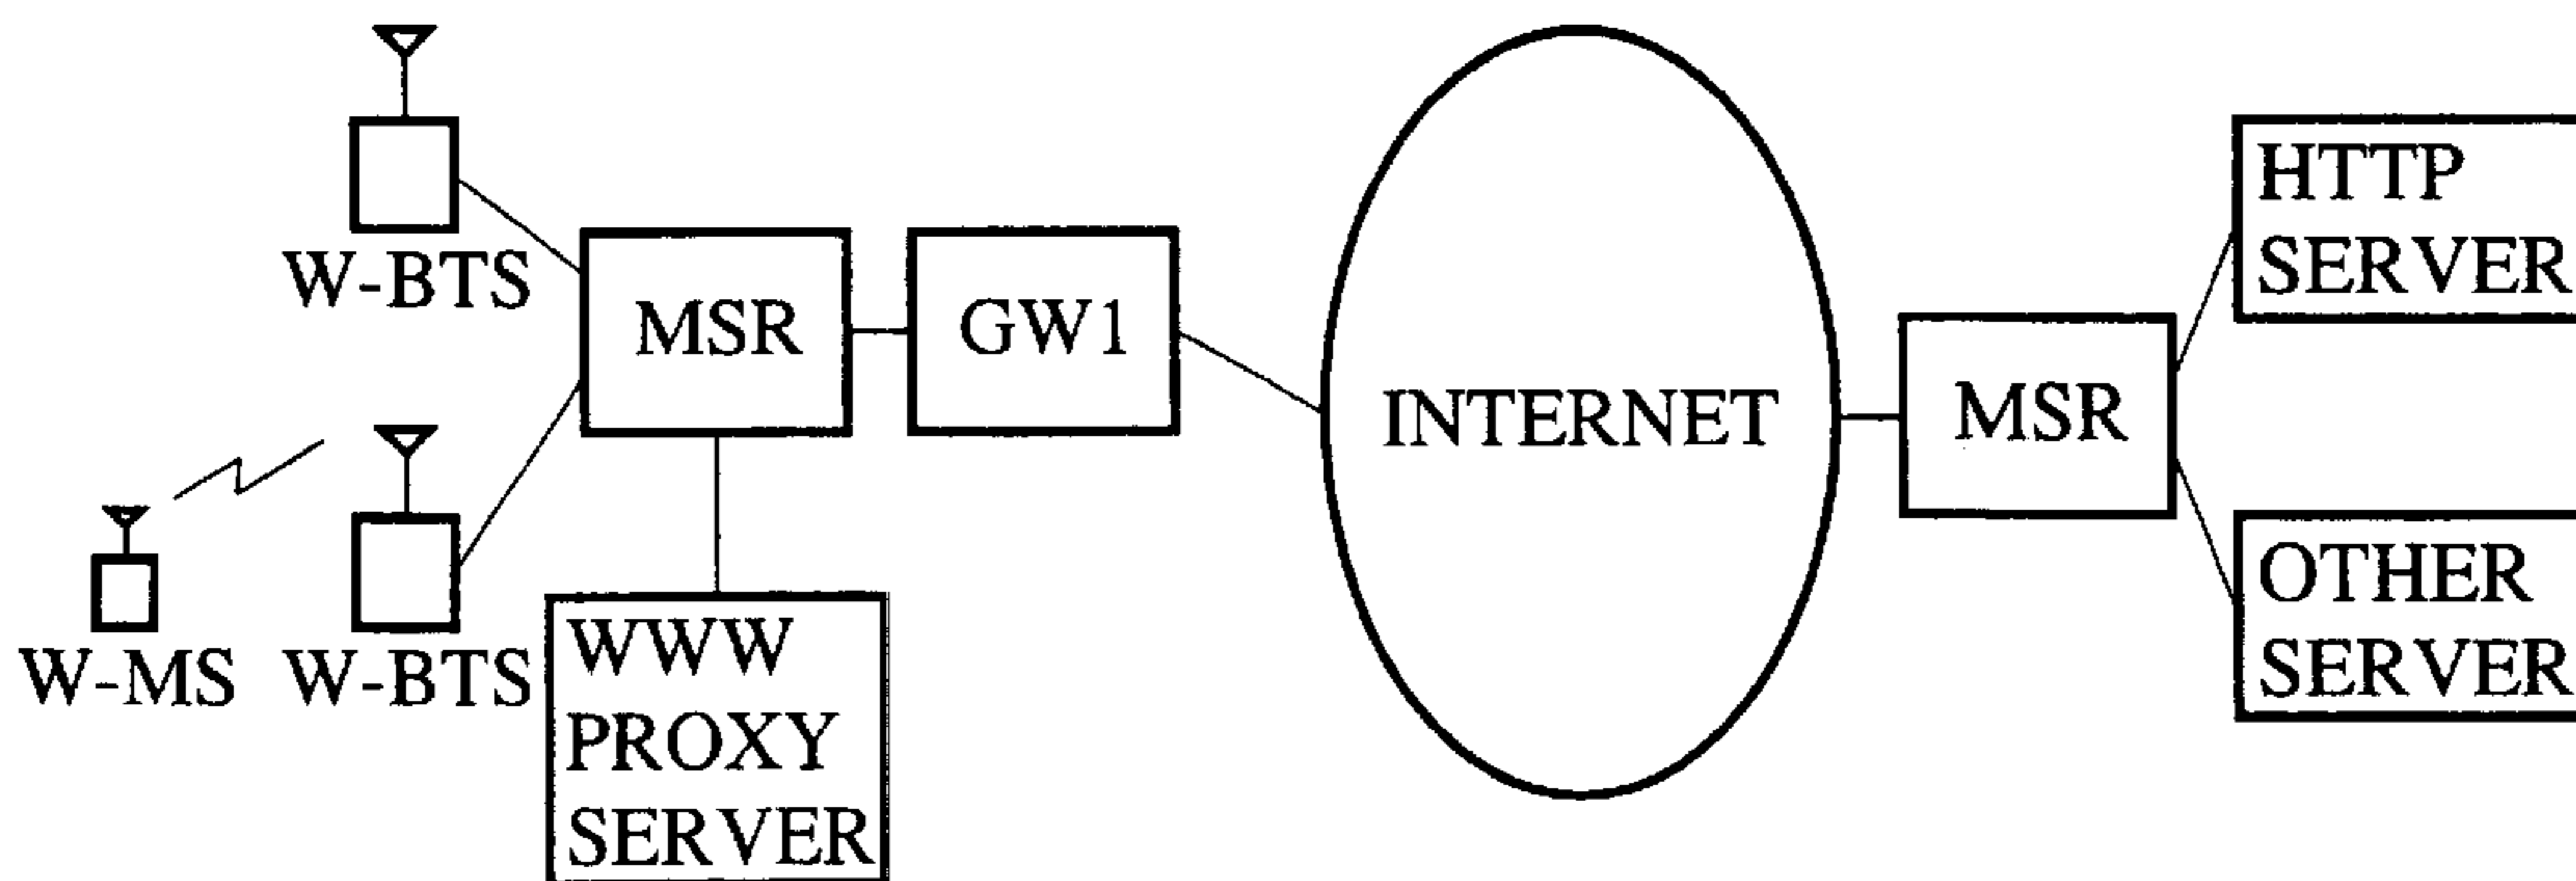 W-BTS
MSR
GW1
W-MS
W-BTS
WWW
PROXY
SERVER
INTERNET
MSR
HTTP
SERVER
OTHER
SERVER